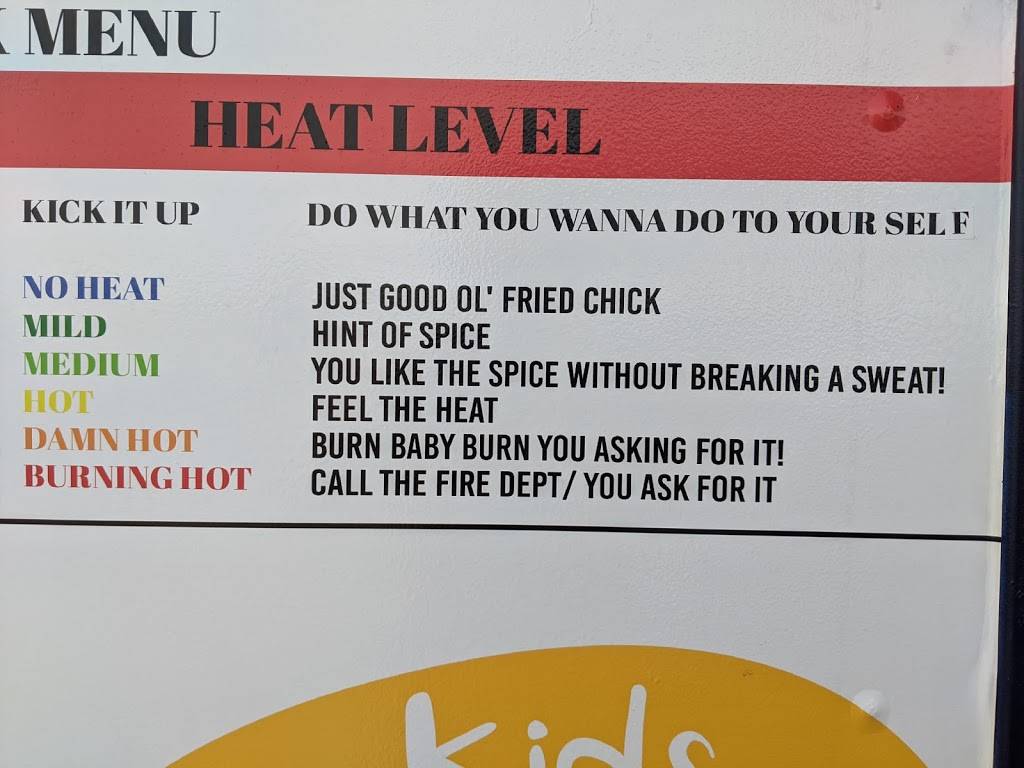 MENU
HEAT LEVEL
KICK IT UP DO WHAT YOU WANNA DO TO YOUR SEL F
NO HEAT JUST GOOD OL' FRIED CHICK
MILD HINT OF SPICE
MEDIUM YOU LIKE THE SPICE WITHOUT BREAKING A SWEAT!
HOT FEEL THE HEAT
DAMN HOT BURN BABY BURN YOU ASKING FOR IT!
BURNING HOT CALL THE FIRE DEPT/ YOU ASK FOR IT
kids